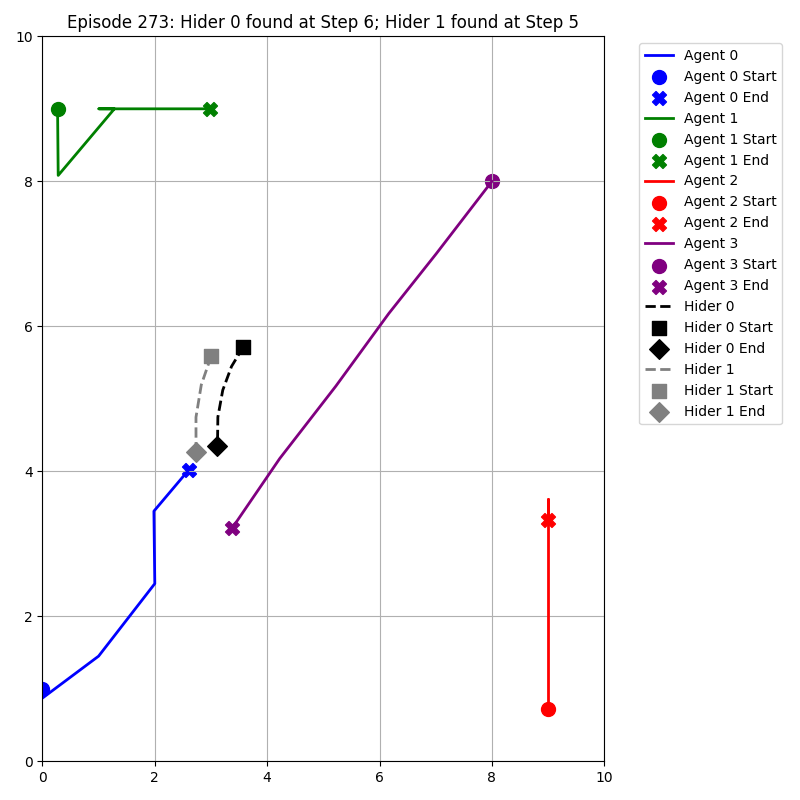 Episode 273: Hider 0 found at Step 6; Hider 1 found at Step 5
10
8
6
4
2
0
0 2 4 6 8 10
Agent 0
Agent 0 Start
Agent 0 End
Agent 1
Agent 1 Start
Agent 1 End
Agent 2
Agent 2 Start
Agent 2 End
Agent 3
Agent 3 Start
Agent 3 End
Hider 0
Hider 0 Start
Hider 0 End
Hider 1
Hider 1 Start
Hider 1 End